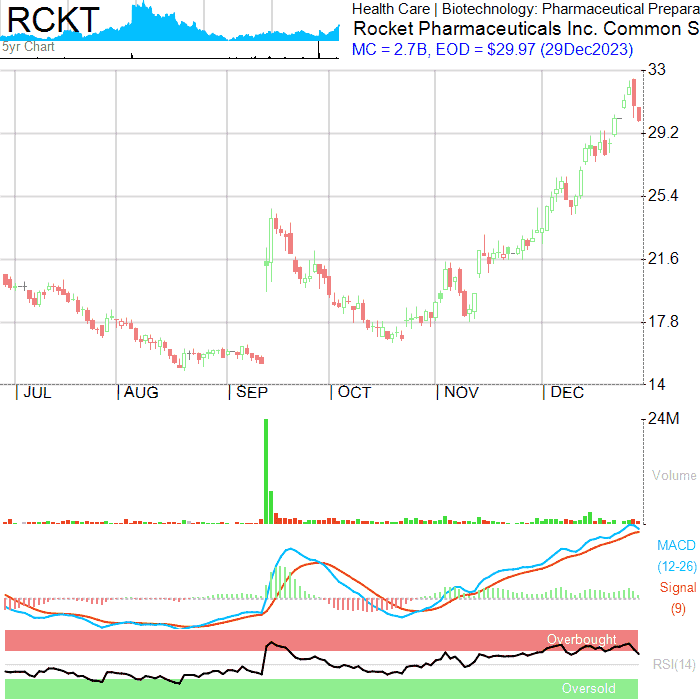 RCKT
5yr Chart
Health Care | Biotechnology: Pharmaceutical Prepara
Rocket Pharmaceuticals Inc. Common S
MC = 2.7B, EOD = $29.97 (29Dec2023)
33
29.2
25.4
21.6
17.8
14
JUL AUG SEP OCT NOV DEC
24M
Volume
MACD
(12-26)
Signal
(9)
Overbought
RSI(14)
Oversold